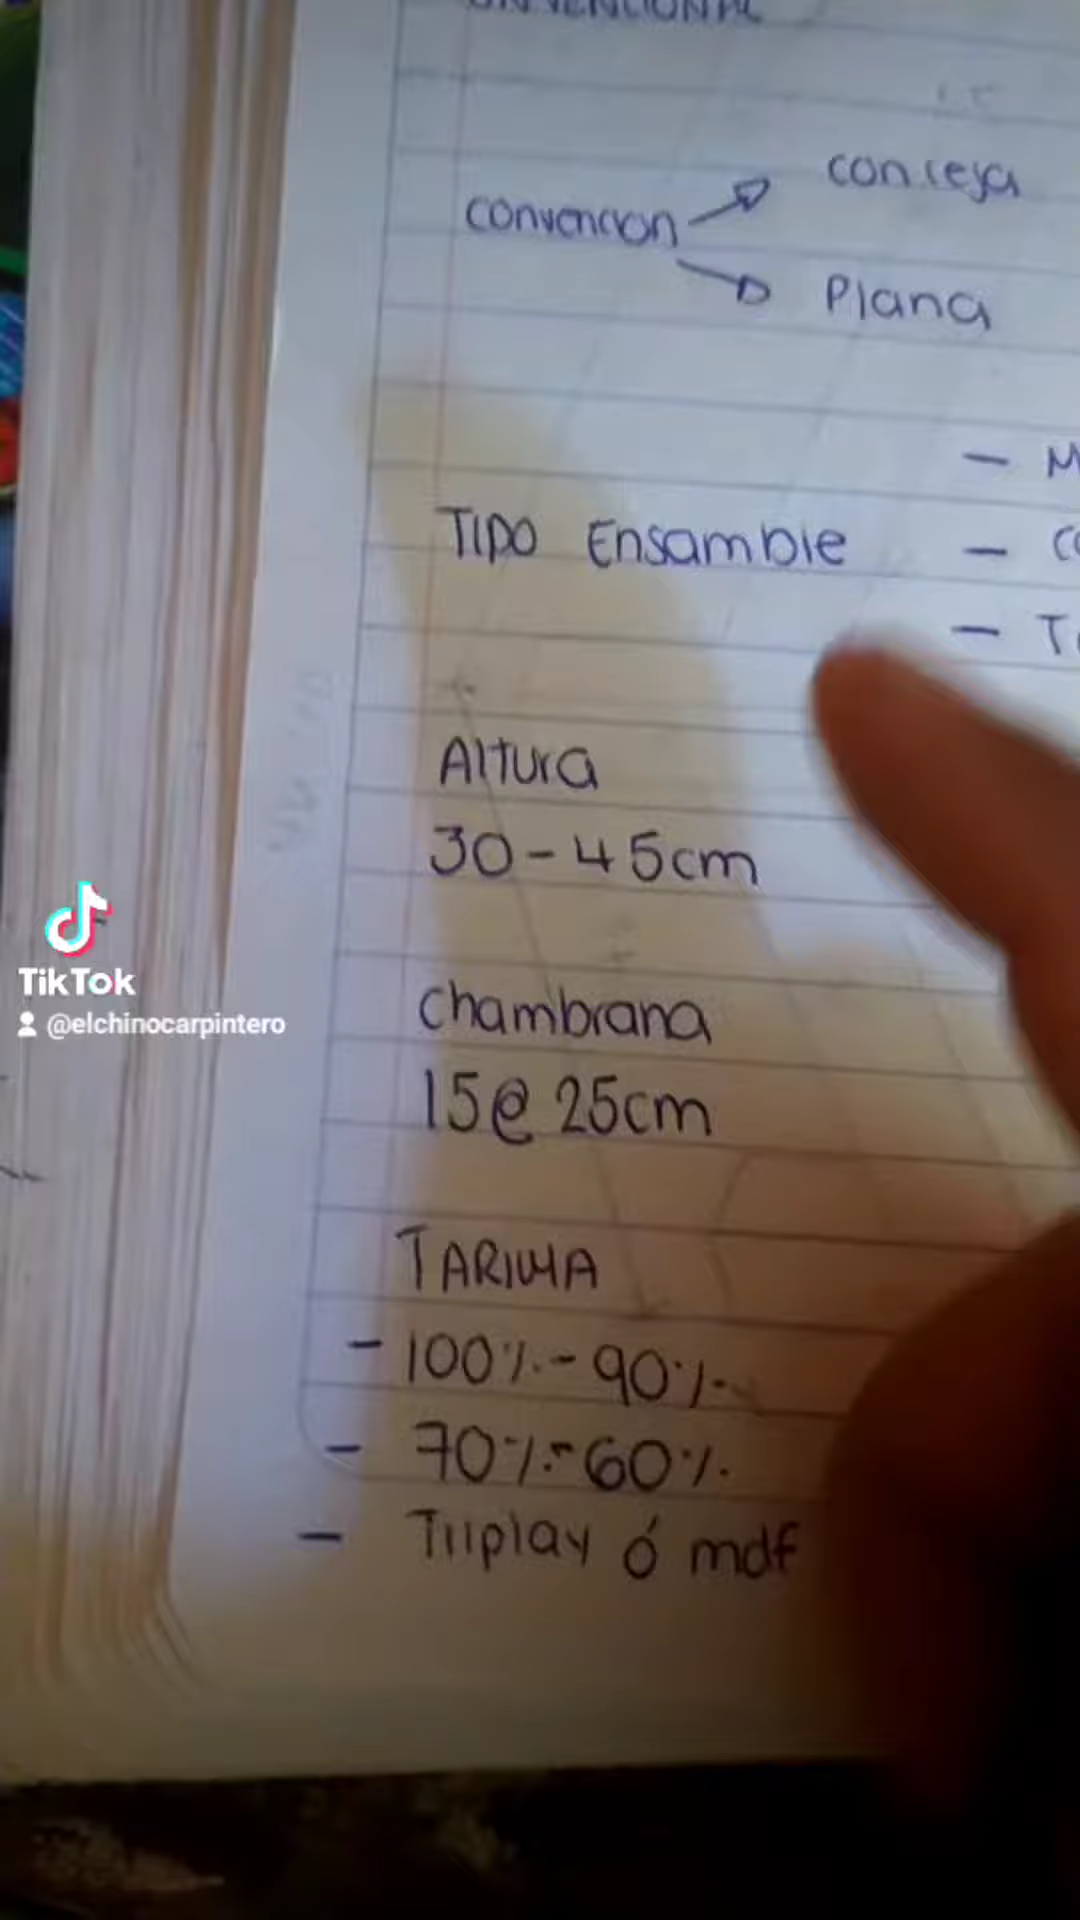 con ceja
convencion
Plana
TIPO Ensamble
Altura
30-45cm
chambrana
15@ 25cm
TARIMA
- 100%-90%
- 70%-60%
- Triplay ó mdf
TikTok
@elchinocarpintero